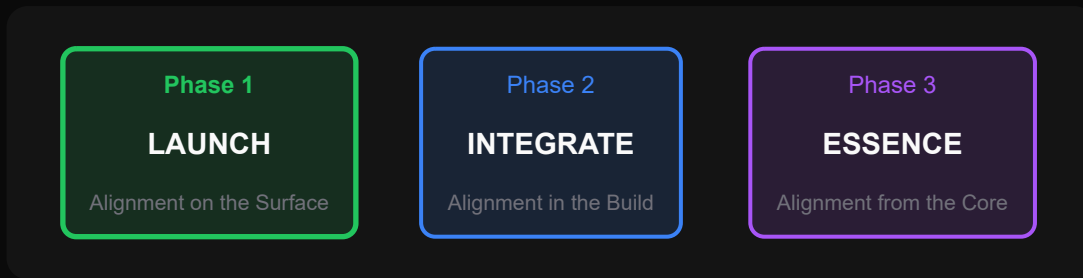 Phase 1
LAUNCH
Alignment on the Surface
Phase 2
INTEGRATE
Alignment in the Build
Phase 3
ESSENCE
Alignment from the Core